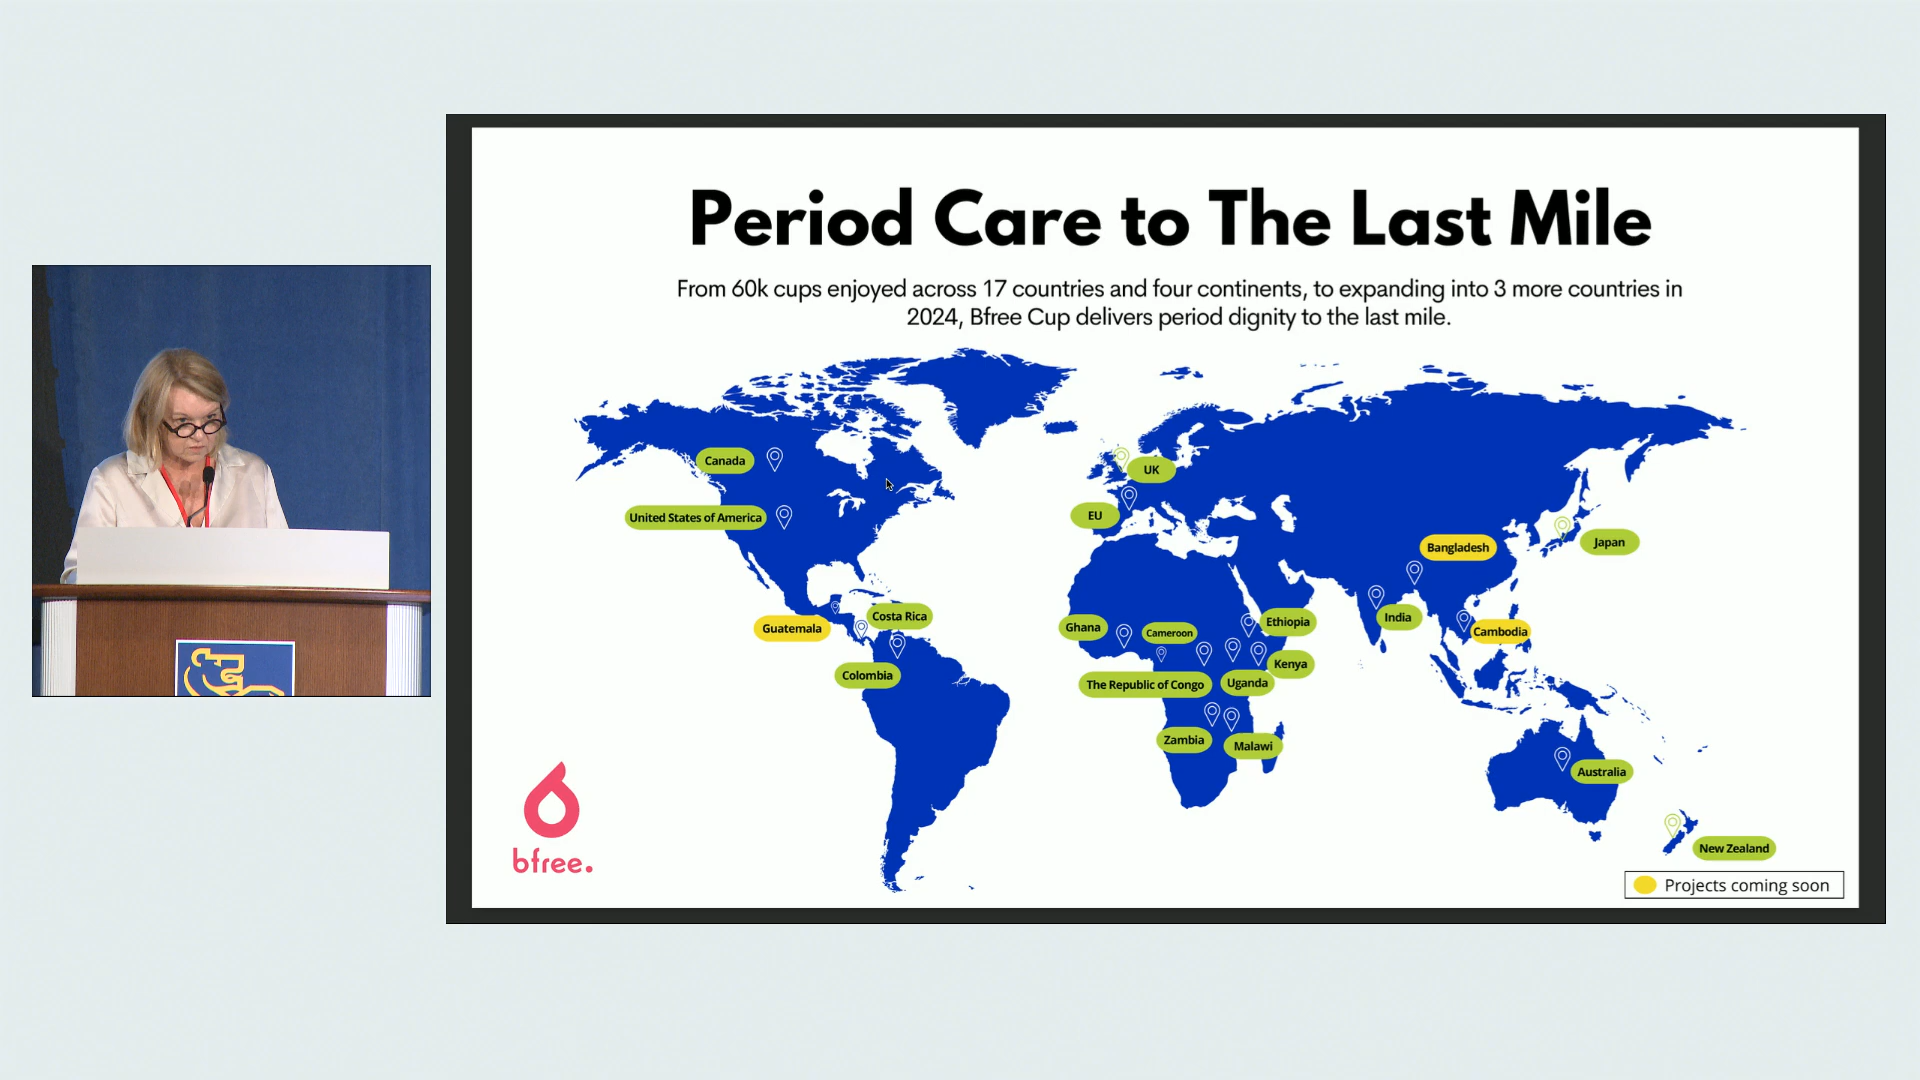 Period Care to The Last Mile
From 60k cups enjoyed across 17 countries and four continents, to expanding into 3 more countries in
2024, Bfree Cup delivers period dignity to the last mile.
Canada
UK
United States of America
EU
Japan
Bangladesh
Costa Rica
India
Guatemala
Ghana
Cameroon
Ethiopia
Cambodia
Kenya
Colombia
The Republic of Congo
Uganda
Zambia
Malawi
Australia
New Zealand
bfree.
Projects coming soon